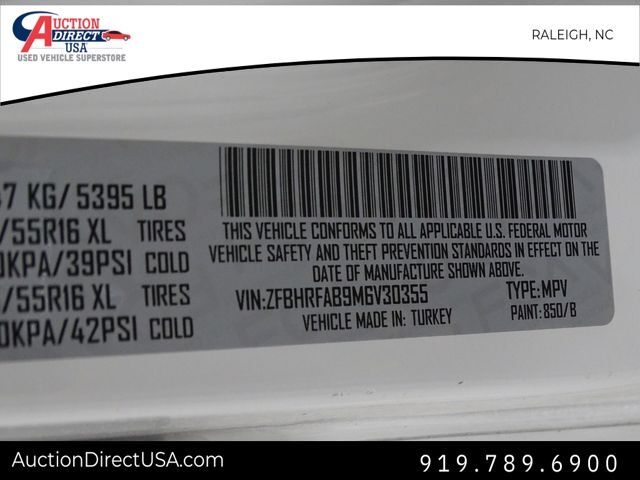 AUCTION
DIRECT
USA
USED VEHICLE SUPERSTORE
RALEIGH, NC
7 KG/ 5395 LB
/55R16 XL TIRES
0KPA/39PSI COLD
/55R16 XL TIRES
0KPA/42PSI COLD
THIS VEHICLE CONFORMS TO ALL APPLICABLE U.S. FEDERAL MOTOR
VEHICLE SAFETY AND THEFT PREVENTION STANDARDS IN EFFECT ON THE
DATE OF MANUFACTURE SHOWN ABOVE.
VIN:ZFBHRFAB9M6V30355 TYPE:MPV
VEHICLE MADE IN: TURKEY PAINT: 850/B
AuctionDirectUSA.com
919.789.6900